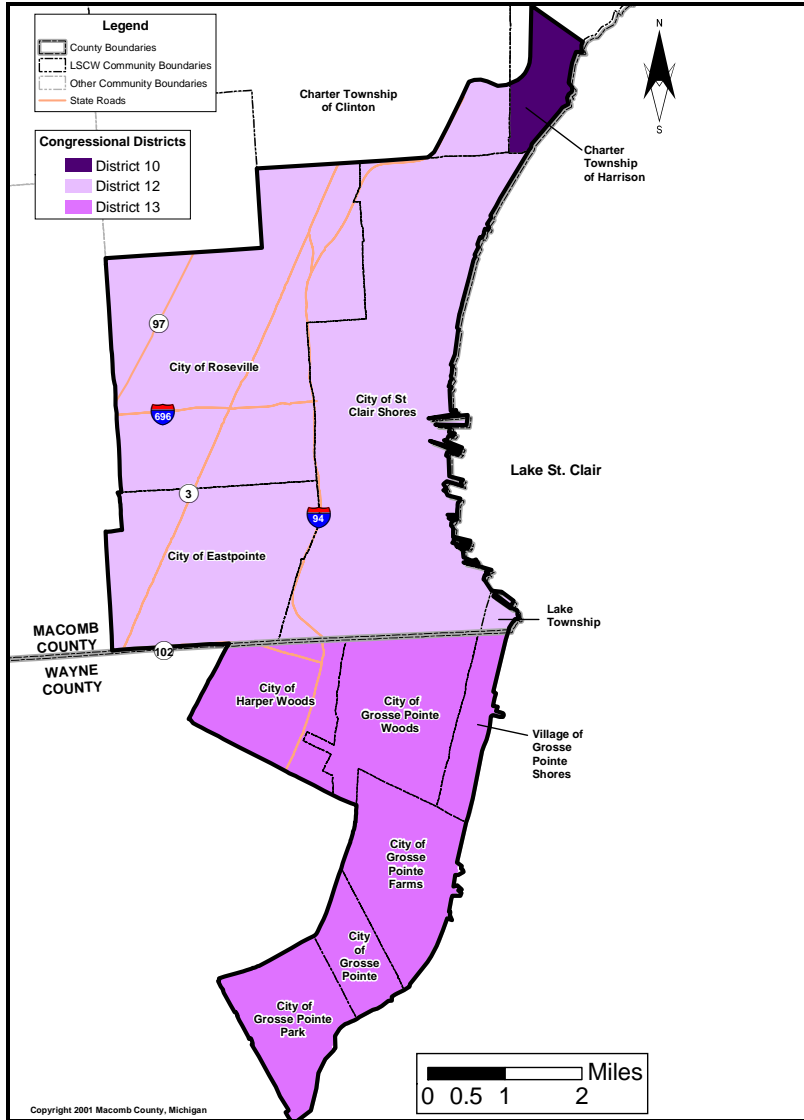 Legend
County Boundaries
LSCW Community Boundaries
Other Community Boundaries
State Roads
Congressional Districts
District 10
District 12
District 13
N
S
Charter Township
of Clinton
Charter
Township
of Harrison
97
City of Roseville
696
City of St
Clair Shores
Lake St. Clair
3
94
City of Eastpointe
Lake
Township
MACOMB
COUNTY
102
WAYNE
COUNTY
City of
Harper Woods
City of
Grosse Pointe
Woods
Village of
Grosse
Pointe
Shores
City of
Grosse
Pointe
Farms
City
of
Grosse
Pointe
City of
Grosse Pointe
Park
Miles
0 0.5 1 2
Copyright 2001 Macomb County, Michigan